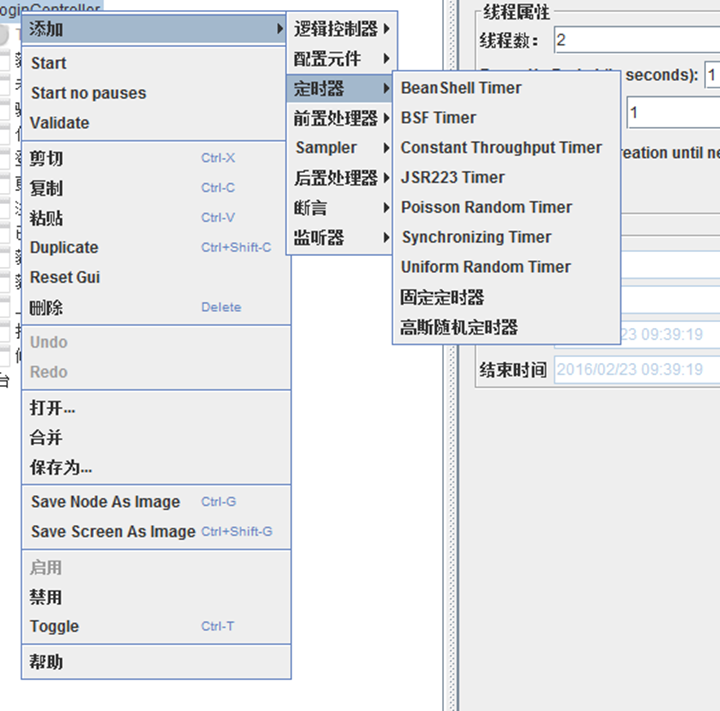 oginController
添加
Start
Start no pauses
Validate
剪切 Ctrl-X
复制 Ctrl-C
粘贴 Ctrl-V
Duplicate Ctrl+Shift-C
Reset Gui
删除 Delete
Undo
Redo
打开...
合并
保存为...
Save Node As Image Ctrl-G
Save Screen As Image Ctrl+Shift-G
启用
禁用
Toggle Ctrl-T
帮助
逻辑控制器
配置元件
定时器
前置处理器
Sampler
后置处理器
断言
监听器
BeanShell Timer
BSF Timer
Constant Throughput Timer
JSR223 Timer
Poisson Random Timer
Synchronizing Timer
Uniform Random Timer
固定定时器
高斯随机定时器
线程属性
线程数: 2
seconds): 1
1
reation until ne
23 09:39:19
结束时间 2016/02/23 09:39:19
台